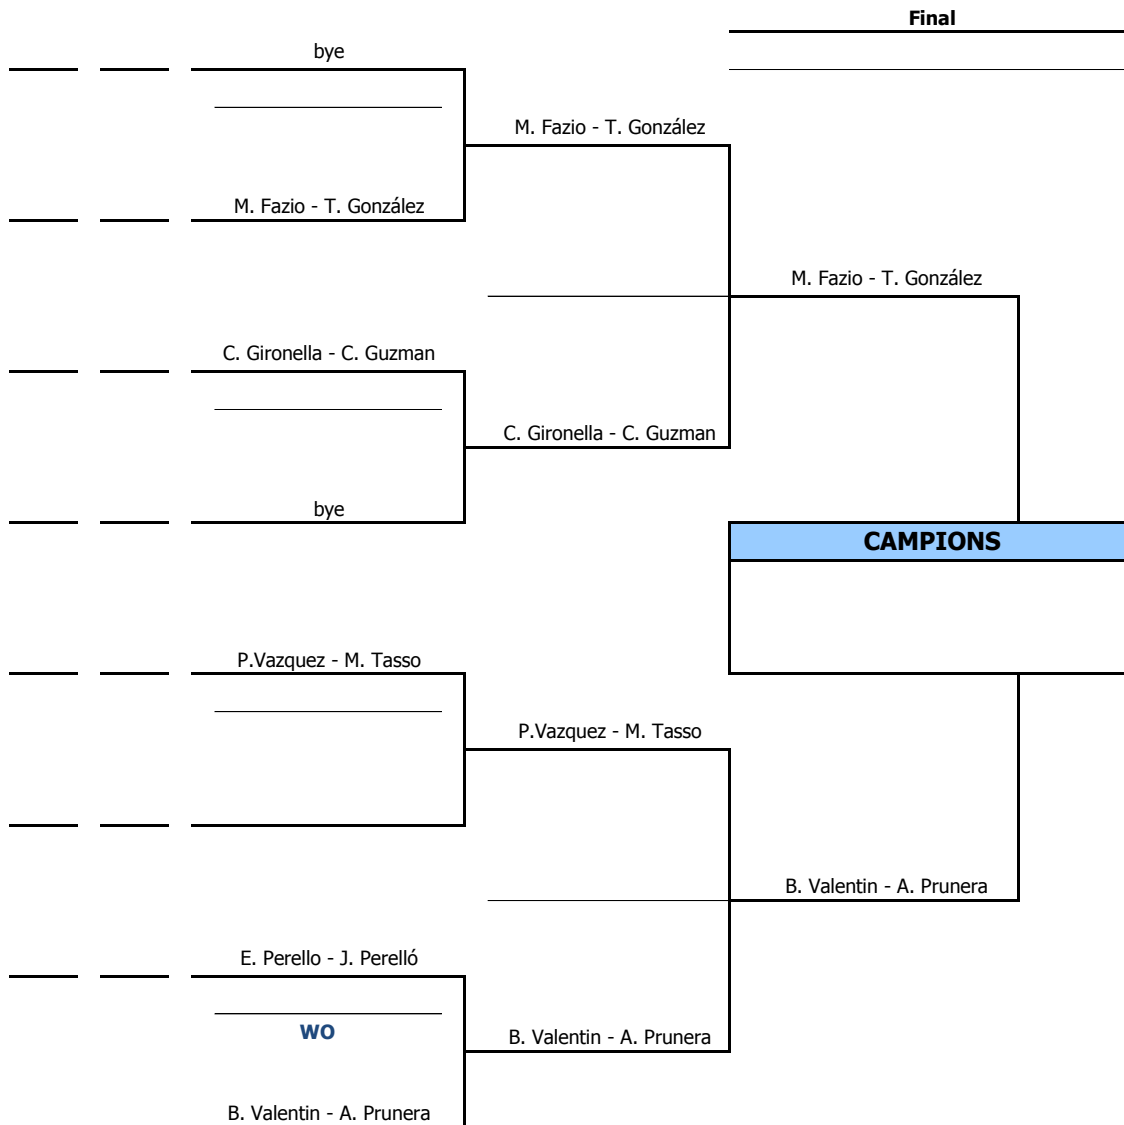 Final
bye
M. Fazio - T. González
M. Fazio - T. González
M. Fazio - T. González
C. Gironella - C. Guzman
C. Gironella - C. Guzman
bye
CAMPIONS
P.Vazquez - M. Tasso
P.Vazquez - M. Tasso
B. Valentin - A. Prunera
E. Perello - J. Perelló
WO
B. Valentin - A. Prunera
B. Valentin - A. Prunera